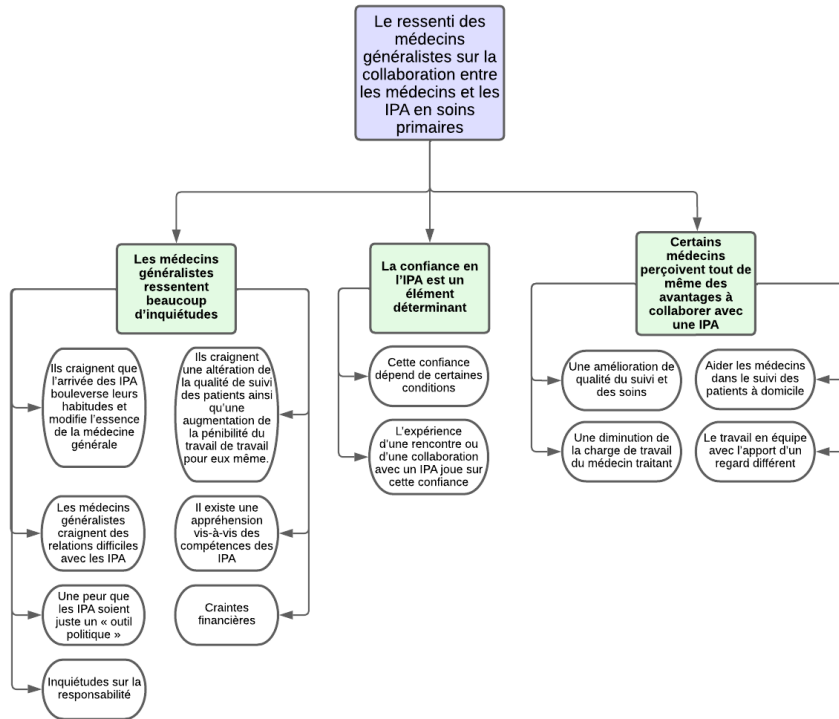 Le ressenti des
médecins
généralistes sur la
collaboration entre
les médecins et les
IPA en soins
primaires
Les médecins
généralistes
ressentent
beaucoup
d'inquiétudes
La confiance en
l'IPA est un
élément
déterminant
Certains
médecins
perçoivent tout de
même des
avantages à
collaborer avec
une IPA
Ils craignent que
l'arrivée des IPA
bouleverse leurs
habitudes et
modifie l'essence
de la médecine
générale
Ils craignent
une altération de
la qualité de suivi
des patients ainsi
qu'une
augmentation de
la pénibilité du
travail de travail
pour eux même.
Les médecins
généralistes
craignent des
relations difficiles
avec les IPA
Il existe une
appréhension
vis-à-vis des
compétences des
IPA
Une peur que
les IPA soient
juste un « outil
politique »
Craintes
financières
Inquiétudes sur la
responsabilité
Cette confiance
dépend de certaines
conditions
L'expérience
d'une rencontre ou
d'une collaboration
avec un IPA joue sur
cette confiance
Une amélioration de
qualité du suivi et
des soins
Aider les médecins
dans le suivi des
patients à domicile
Une diminution de
la charge de travail
du médecin traitant
Le travail en équipe
avec l'apport d'un
regard différent